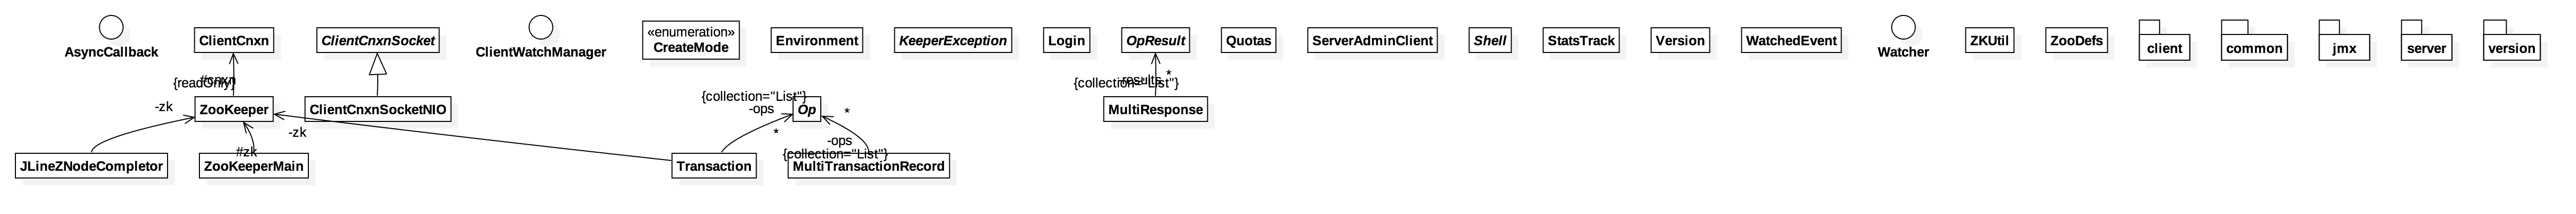 AsyncCallback
ClientCnxn
ClientCnxnSocket
ClientWatchManager
«enumeration»
CreateMode
Environment
KeeperException
Login
OpResult
Quotas
ServerAdminClient
Shell
StatsTrack
Version
WatchedEvent
Watcher
ZKUtil
ZooDefs
client
common
jmx
server
version
#cnxn
{readOnly}
-results
*
{collection="List"}
-zk
ZooKeeper
ClientCnxnSocketNIO
{collection="List"}
-ops
Op
*
MultiResponse
-zk
*
#zk
-ops
{collection="List"}
JLineZNodeCompletor
ZooKeeperMain
Transaction
MultiTransactionRecord